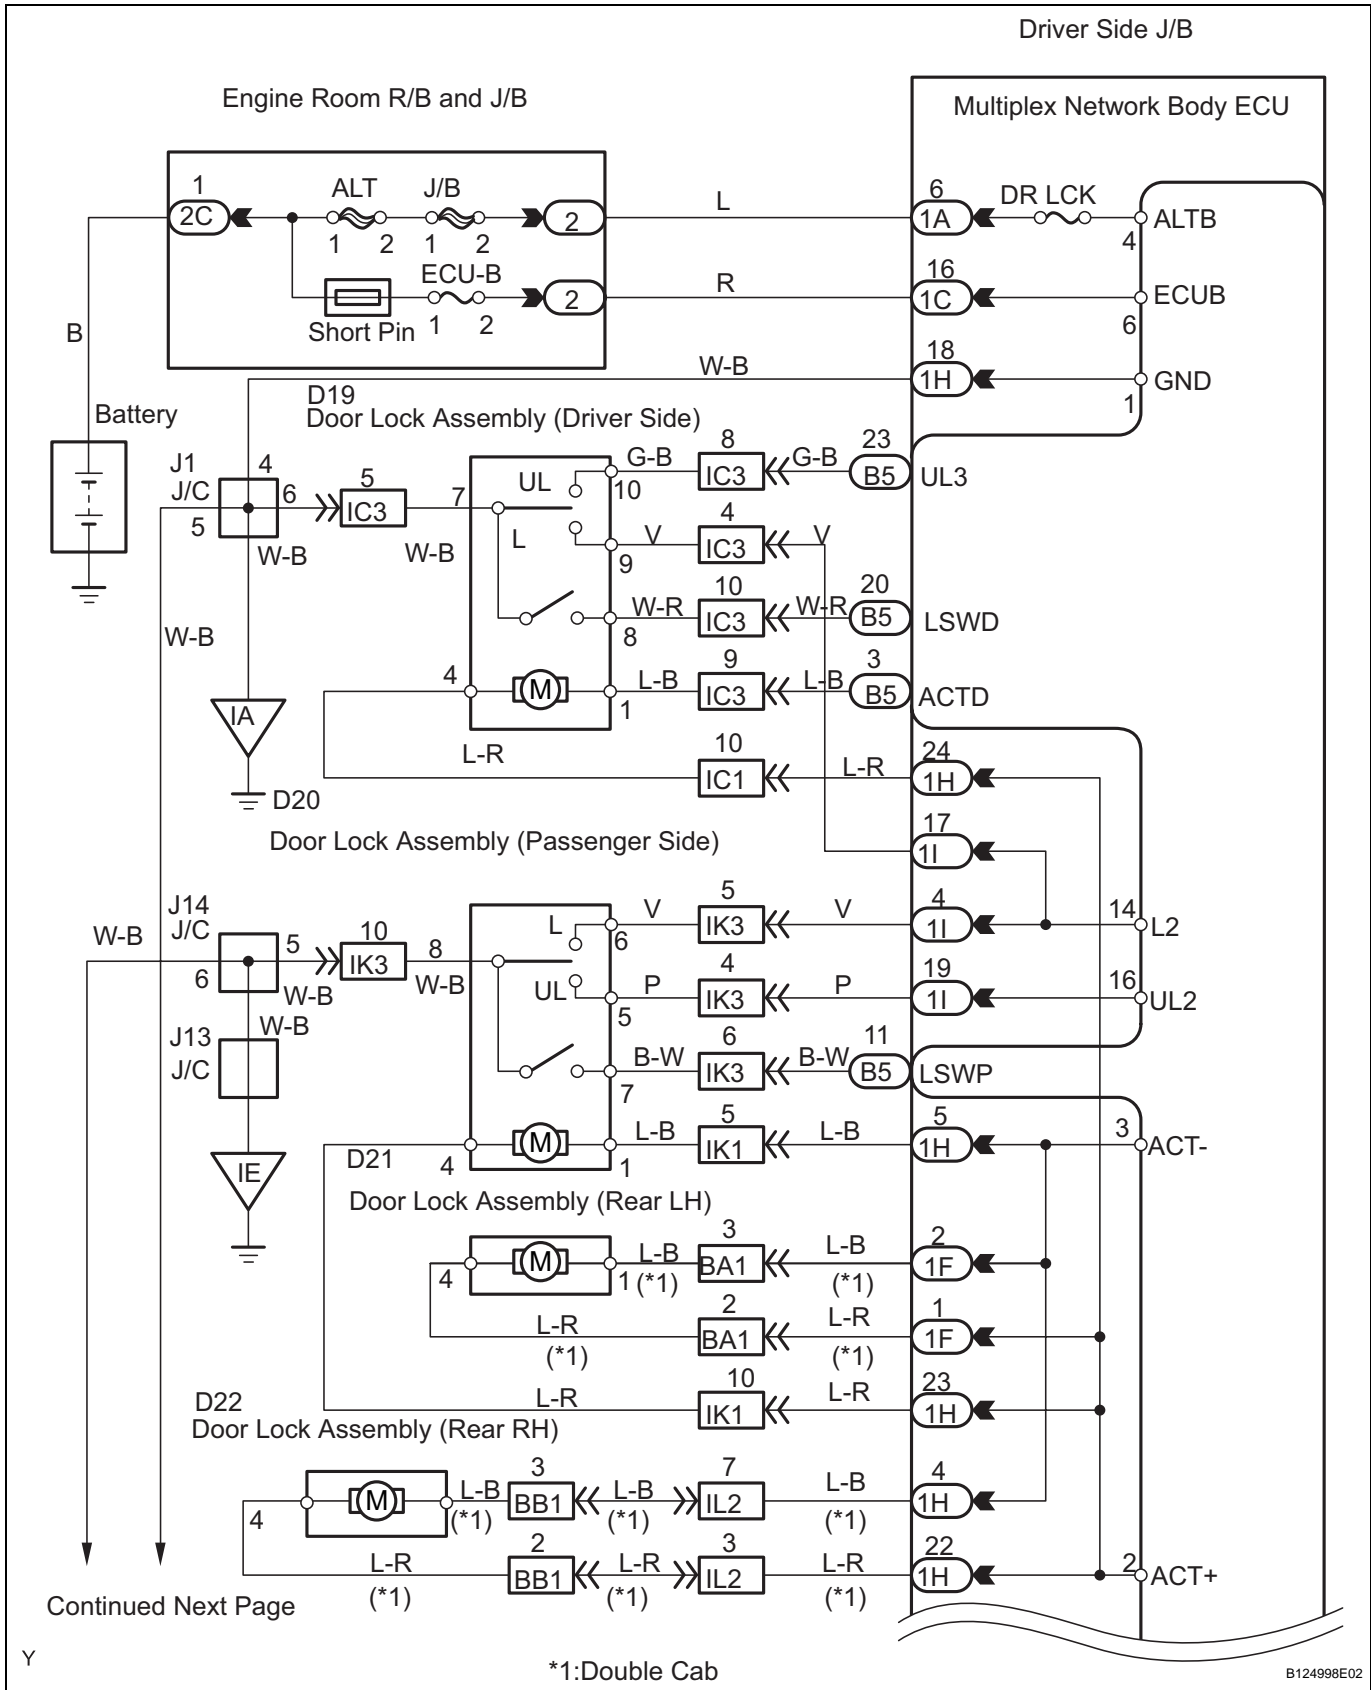 Driver Side J/B
Engine Room R/B and J/B
Multiplex Network Body ECU
1 ALT J/B L 6 DR LCK
2C 2 1A ALTB
1 2 1 2 4
ECU-B R 16
2 1C ECUB
Short Pin 1 2 6
B
W-B 18
1H GND
D19 1
Door Lock Assembly (Driver Side)
Battery
8 23
G-B IC3 G-B B5 UL3
J1 4
J/C 6 5 7 UL 10
5 IC3 L 4
W-B W-B V IC3 V
9
10 20
W-R IC3 W-R B5 LSWD
8
W-B
9 3
4 M L-B IC3 L-B B5 ACTD
1
IA
L-R 10 24
IC1 L-R 1H
D20
17
Door Lock Assembly (Passenger Side) 1I
J14 5 4 14
J/C L V IK3 V 1I L2
W-B 5 10 8 6
6 IK3 4 19 16
W-B W-B UL P IK3 P 1I UL2
5
J13 W-B
J/C 6 11
B-W IK3 B-W B5 LSWP
7
5 5 3
M L-B IK1 L-B 1H ACT-
D21 4 1
IE
Door Lock Assembly (Rear LH)
3 2
M L-B BA1 L-B 1F
4 1 (*1) (*1)
2 1
L-R BA1 L-R 1F
(*1) (*1)
10 23
D22 L-R IK1 L-R 1H
Door Lock Assembly (Rear RH)
3 7 4
M L-B BB1 L-B IL2 L-B 1H
4 (*1) (*1) (*1)
2 3 22 2
L-R BB1 L-R IL2 L-R 1H ACT+
(*1) (*1) (*1)
Continued Next Page
Y
*1:Double Cab
B124998E02